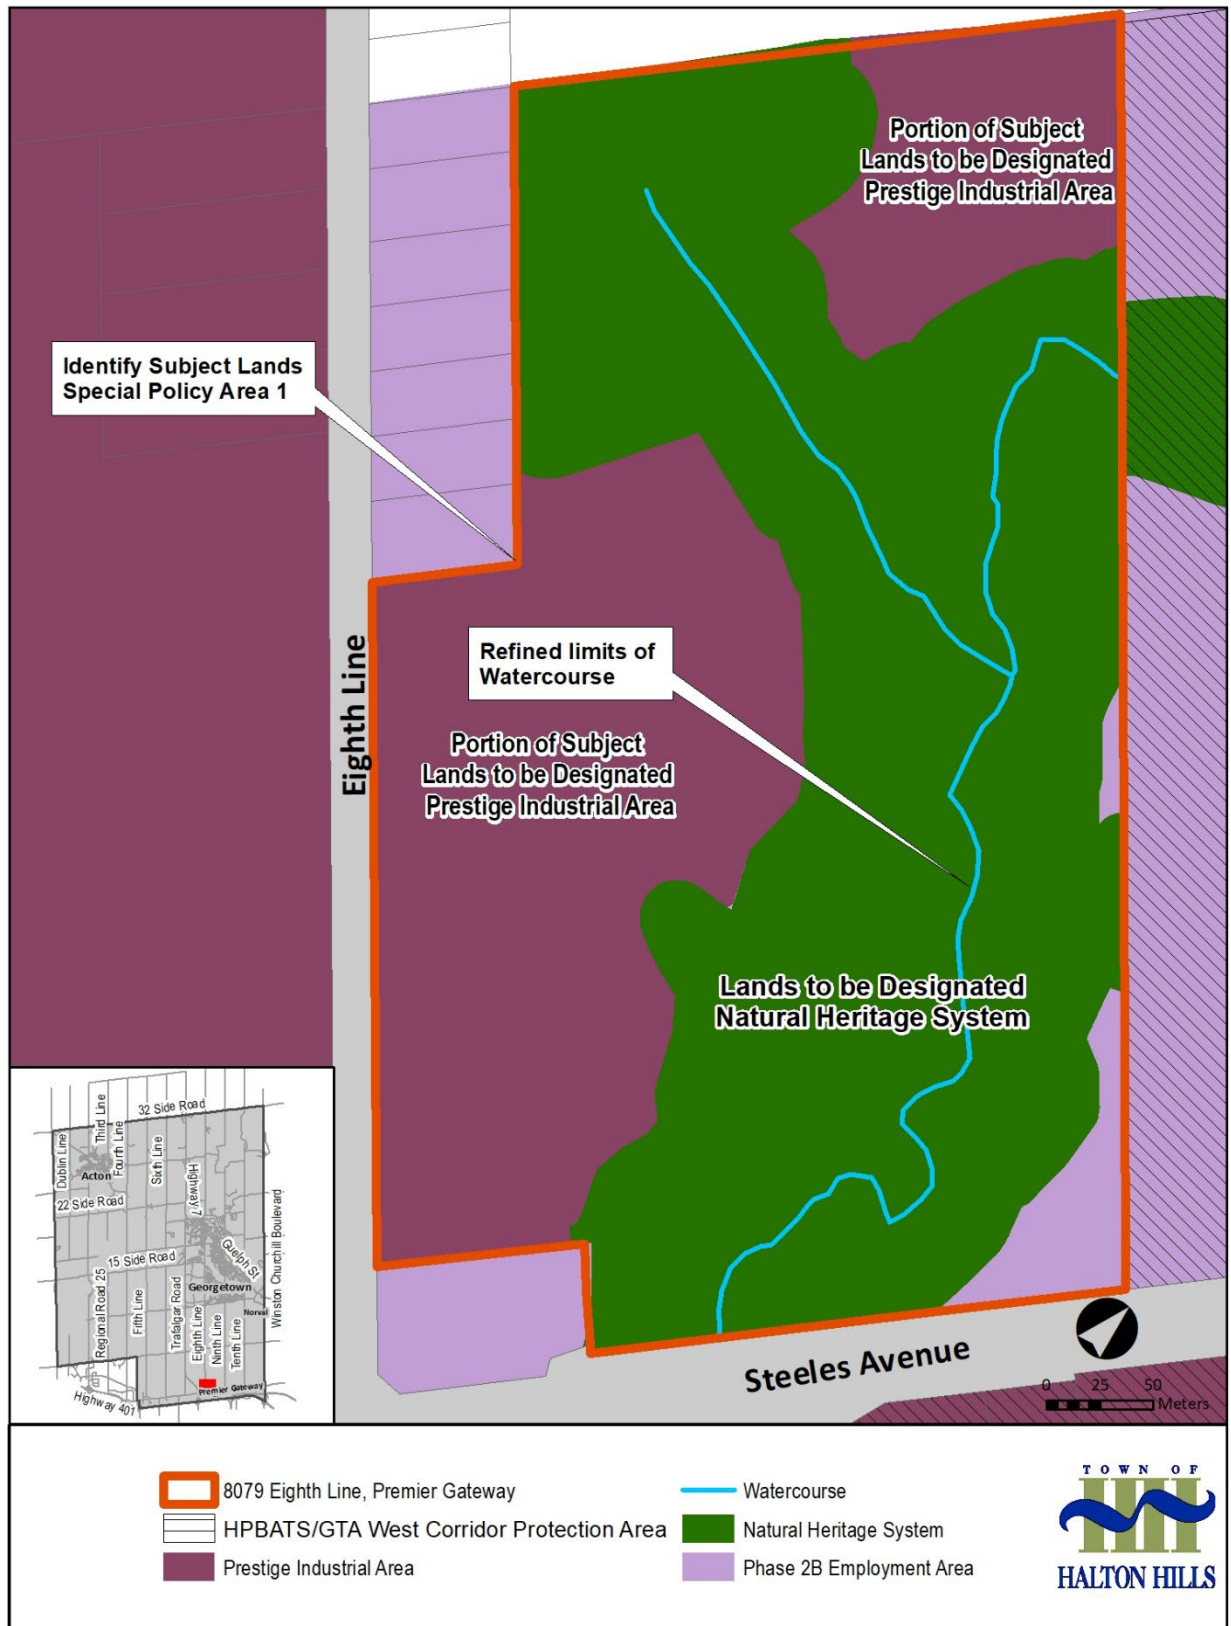 Portion of Subject
Lands to be Designated
Prestige Industrial Area
Identify Subject Lands
Special Policy Area 1
Refined limits of
Watercourse
Eighth Line
Portion of Subject
Lands to be Designated
Prestige Industrial Area
Lands to be Designated
Natural Heritage System
Steeles Avenue
0 25 50
Meters
32 Side Road
Dublin Line
Third Line
Fourth Line
Sixth Line
Highway 7
Acton
22 Side Road
15 Side Road
Guelph St
Georgetown
Norval
Winston Churchill Boulevard
Regional Road 25
Fifth Line
Trafalgar Road
Eighth Line
Ninth Line
Tenth Line
Premier Gateway
Highway 401
8079 Eighth Line, Premier Gateway
HPBATS/GTA West Corridor Protection Area
Prestige Industrial Area
Watercourse
Natural Heritage System
Phase 2B Employment Area
TOWN OF
HALTON HILLS